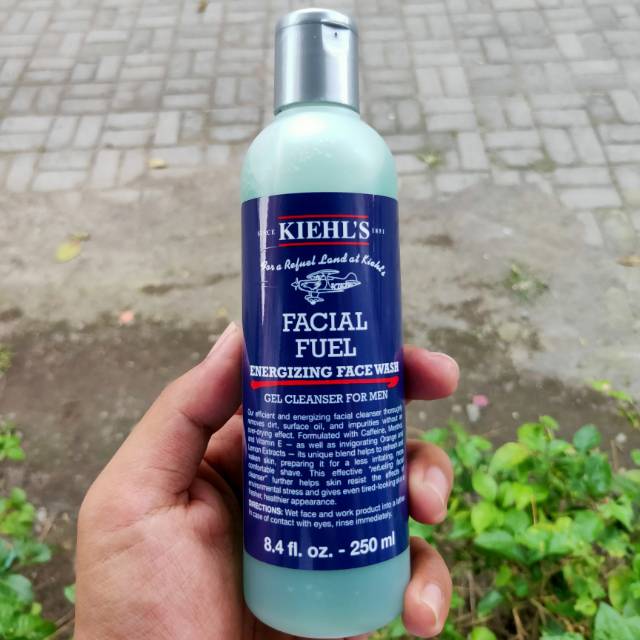 SINCE KIEHL'S 1851
For a Refuel Land at Kiehl's
FACIAL
FUEL
ENERGIZING FACE WASH
GEL CLEANSER FOR MEN
Our efficient and energizing facial cleanser thoroughly
removes dirt, surface oil, and impurities without a
drying effect. Formulated with Caffeine, Menthol
and Vitamin E — as well as invigorating Orange and
Lemon Extracts — its unique blend helps to refresh and
skin, preparing it for a less irritating, more
comfortable shave. This effective "refueling facial
cleanser" further helps skin resist the effects of
environmental stress and gives even tired-looking skin a
fresher, healthier appearance.
DIRECTIONS: Wet face and work product into a lather.
In case of contact with eyes, rinse immediately.
8.4 fl. oz. - 250 ml